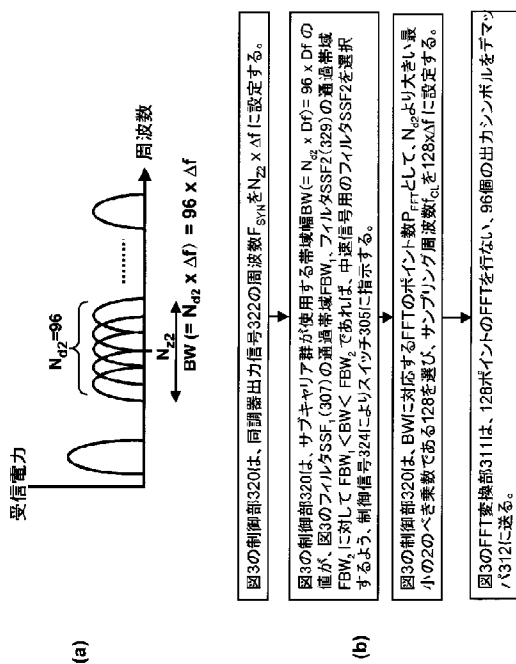 (a)
受信電力
N_d2=96
周波数
N_z2
BW (= N_d2 x Δf) = 96 x Δf
(b)
図3の制御部320は、同調器出力信号322の周波数F_SYNをN_Z2 x Δfに設定する。
図3の制御部320は、サブキャリア群が使用する帯域幅BW(= N_d2 x Df)= 96 x Dfの
値が、図3のフィルタSSF_1(307)の通過帯域FBW_1、フィルタSSF2(329)の通過帯域
FBW_2に対して FBW_1 <BW< FBW_2であれば、中速信号用のフィルタSSF2を選択
するよう、制御信号324によりスイッチ305に指示する。
図3の制御部320は、BWに対応するFFTのポイント数P_FFTとして、N_d2より大きい最
小の2のべき乗数である128を選び、サンプリング周波数f_CLを128xΔfに設定する。
図3のFFT変換部311は、128ポイントのFFTを行ない、96個の出力シンボルをデマッ
パ312に送る。